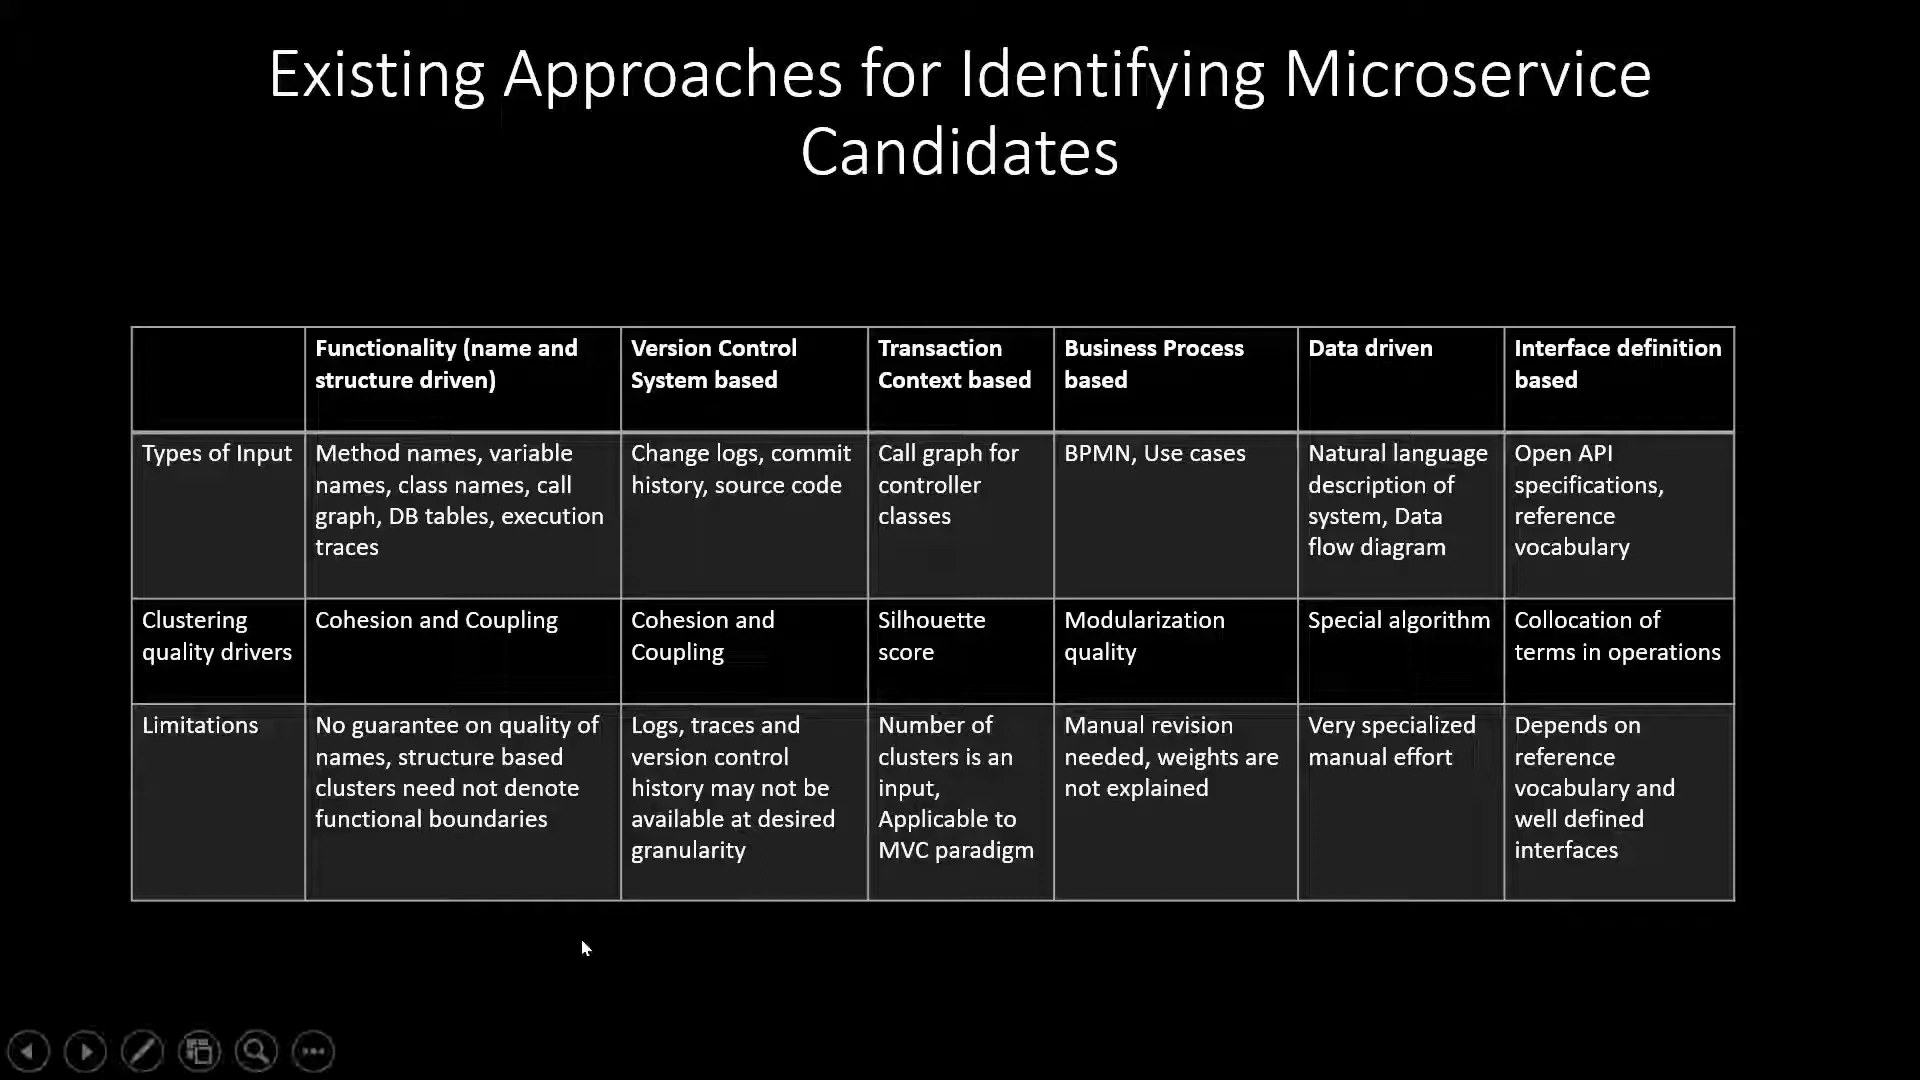 Existing Approaches for Identifying Microservice
Candidates
Functionality (name and
structure driven)
Version Control
System based
Transaction
Context based
Business Process
based
Data driven
Interface definition
based
Types of Input
Method names, variable
names, class names, call
graph, DB tables, execution
traces
Change logs, commit
history, source code
Call graph for
controller
classes
BPMN, Use cases
Natural language
description of
system, Data
flow diagram
Open API
specifications,
reference
vocabulary
Clustering
quality drivers
Cohesion and Coupling
Cohesion and
Coupling
Silhouette
score
Modularization
quality
Special algorithm
Collocation of
terms in operations
Limitations
No guarantee on quality of
names, structure based
clusters need not denote
functional boundaries
Logs, traces and
version control
history may not be
available at desired
granularity
Number of
clusters is an
input,
Applicable to
MVC paradigm
Manual revision
needed, weights are
not explained
Very specialized
manual effort
Depends on
reference
vocabulary and
well defined
interfaces